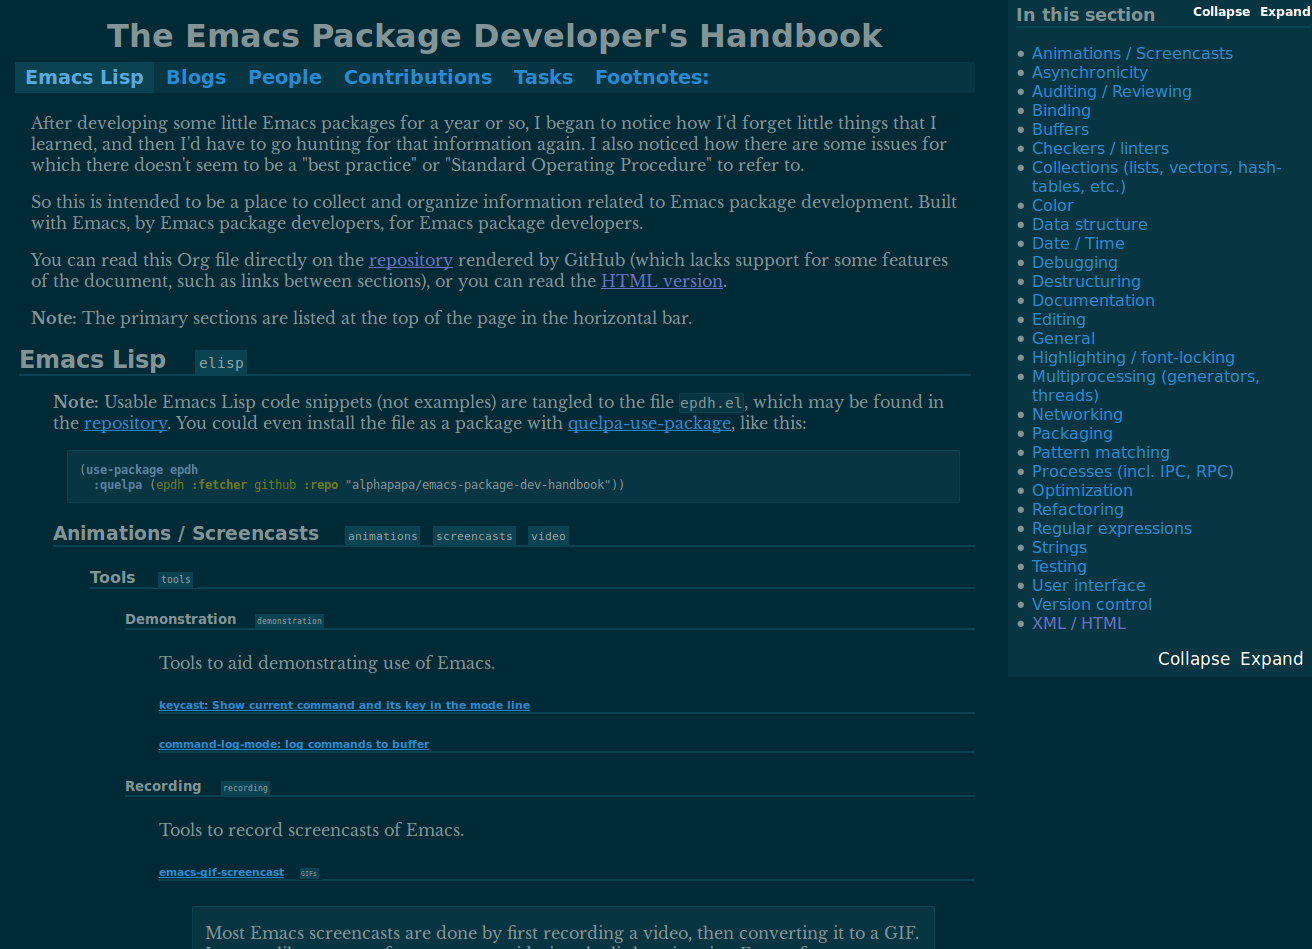 The Emacs Package Developer's Handbook
Emacs Lisp Blogs People Contributions Tasks Footnotes:
After developing some little Emacs packages for a year or so, I began to notice how I'd forget little things that I
learned, and then I'd have to go hunting for that information again. I also noticed how there are some issues for
which there doesn't seem to be a "best practice" or "Standard Operating Procedure" to refer to.
So this is intended to be a place to collect and organize information related to Emacs package development. Built
with Emacs, by Emacs package developers, for Emacs package developers.
You can read this Org file directly on the repository rendered by GitHub (which lacks support for some features
of the document, such as links between sections), or you can read the HTML version.
Note: The primary sections are listed at the top of the page in the horizontal bar.
Emacs Lisp elisp
Note: Usable Emacs Lisp code snippets (not examples) are tangled to the file epdh.el, which may be found in
the repository. You could even install the file as a package with quelpa-use-package, like this:
(use-package epdh
  :quelpa (epdh :fetcher github :repo "alphapapa/emacs-package-dev-handbook"))
Animations / Screencasts animations screencasts video
Tools tools
Demonstration demonstration
Tools to aid demonstrating use of Emacs.
keycast: Show current command and its key in the mode line
command-log-mode: log commands to buffer
Recording recording
Tools to record screencasts of Emacs.
emacs-gif-screencast GIFs
Most Emacs screencasts are done by first recording a video, then converting it to a GIF.
In this section Collapse Expand
Animations / Screencasts
Asynchronicity
Auditing / Reviewing
Binding
Buffers
Checkers / linters
Collections (lists, vectors, hash-
tables, etc.)
Color
Data structure
Date / Time
Debugging
Destructuring
Documentation
Editing
General
Highlighting / font-locking
Multiprocessing (generators,
threads)
Networking
Packaging
Pattern matching
Processes (incl. IPC, RPC)
Optimization
Refactoring
Regular expressions
Strings
Testing
User interface
Version control
XML / HTML
Collapse Expand